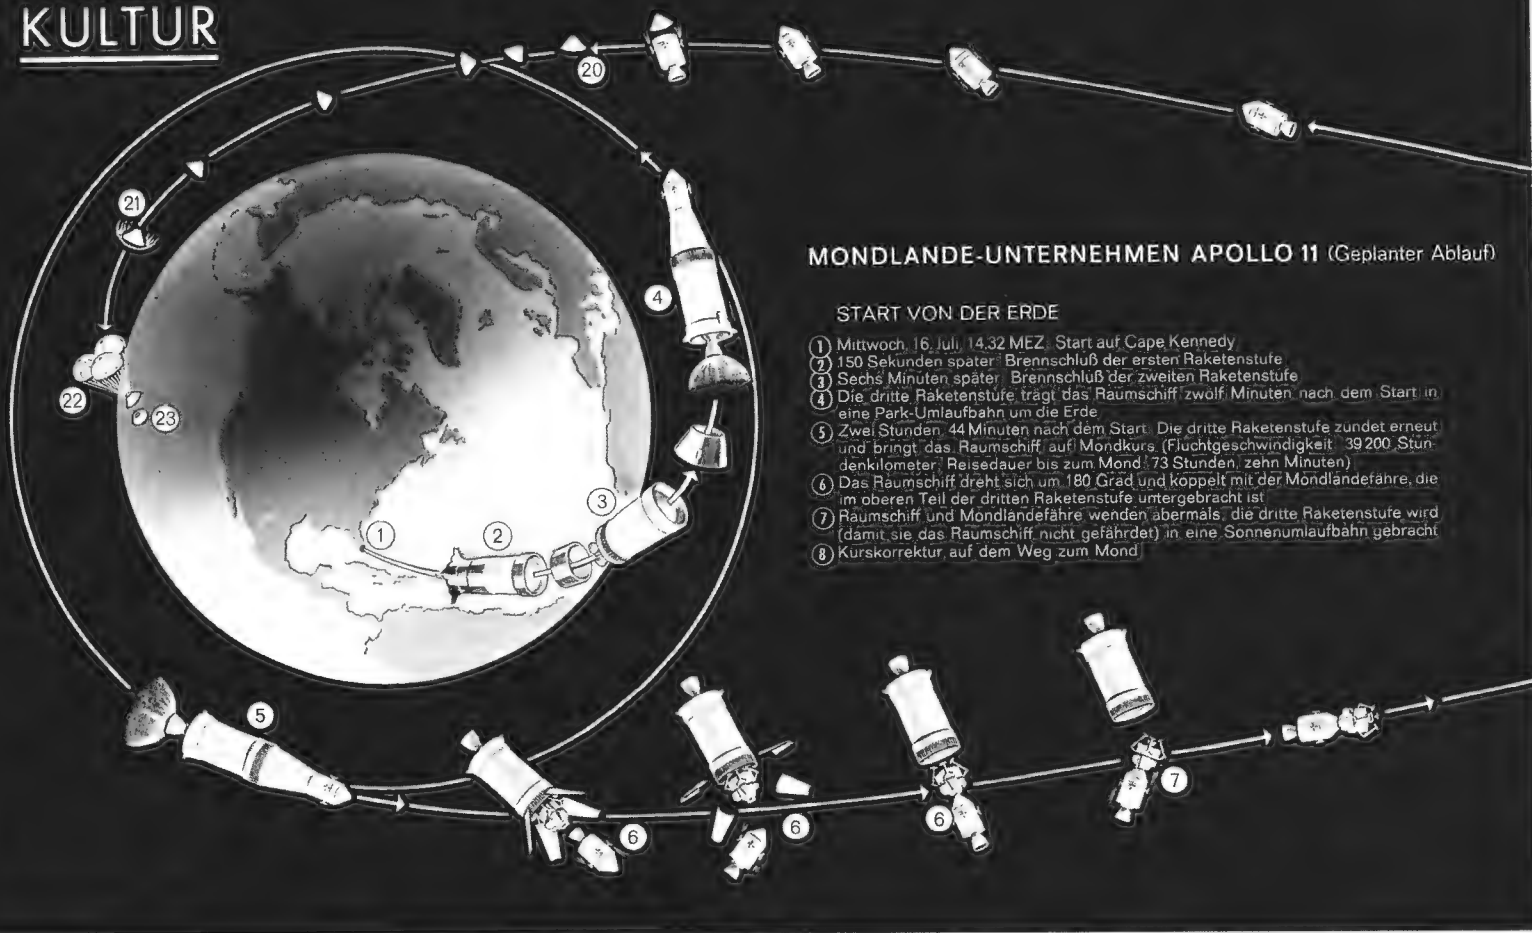 KULTUR
20
21
22
23
4
3
1
2
5
6
6
6
7
MONDLANDE-UNTERNEHMEN APOLLO 11 (Geplanter Ablauf)
START VON DER ERDE
1 Mittwoch, 16. Juli, 14.32 MEZ: Start auf Cape Kennedy
2 150 Sekunden später: Brennschluß der ersten Raketenstufe
3 Sechs Minuten später: Brennschluß der zweiten Raketenstufe
4 Die dritte Raketenstufe trägt das Raumschiff zwölf Minuten nach dem Start in
eine Park-Umlaufbahn um die Erde
5 Zwei Stunden, 44 Minuten nach dem Start: Die dritte Raketenstufe zündet erneut
und bringt das Raumschiff auf Mondkurs (Fluchtgeschwindigkeit: 39 200 Stun-
denkilometer, Reisedauer bis zum Mond: 73 Stunden, zehn Minuten)
6 Das Raumschiff dreht sich um 180 Grad und koppelt mit der Mondlandefähre, die
im oberen Teil der dritten Raketenstufe untergebracht ist
7 Raumschiff und Mondlandefähre wenden abermals, die dritte Raketenstufe wird
(damit sie das Raumschiff nicht gefährdet) in eine Sonnenumlaufbahn gebracht
8 Kurskorrektur auf dem Weg zum Mond